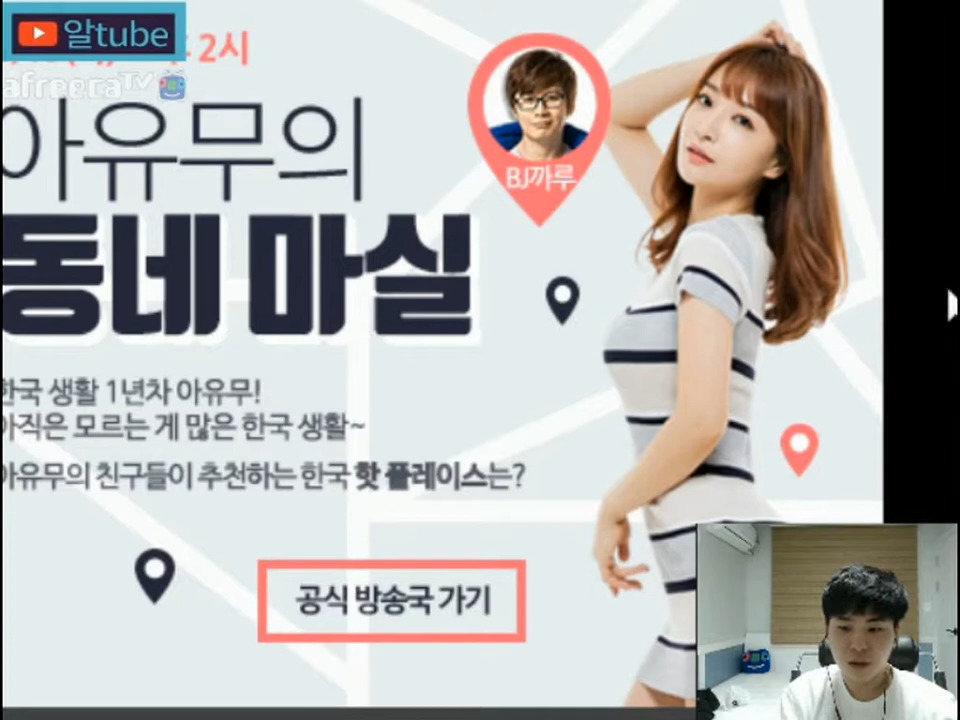 알tube
2시
afreecaTV
아유무의
BJ까루
동네 마실
한국 생활 1년차 아유무!
아직은 모르는 게 많은 한국 생활~
아유무의 친구들이 추천하는 한국 핫 플레이스는?
공식 방송국 가기